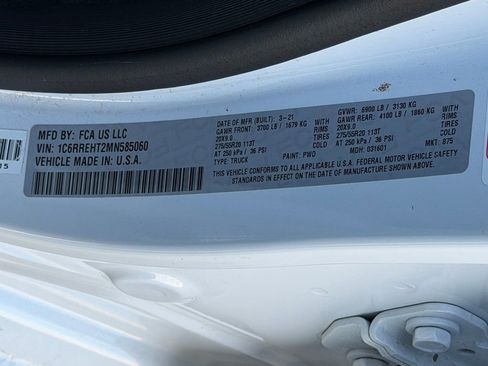 MFD BY: FCA US LLC
VIN: 1C6RREHT2MN585060
VEHICLE MADE IN: U.S.A.
DATE OF MFR (BUILT): 3-21
GAWR FRONT: 3700 LB / 1679 KG
20X9.0 RIMS
275/55R20 113T TIRES
AT 250 kPa / 36 PSI COLD
PAINT: PW0
TYPE: TRUCK
GVWR: 6900 LB / 3130 KG
GAWR REAR: 4100 LB / 1860 KG
20X9.0 RIMS
275/55R20 113T TIRES
AT 250 kPa / 36 PSI COLD
MDH: 031601 MKT: 875
THIS VEHICLE CONFORMS TO ALL APPLICABLE FEDERAL MOTOR VEHICLE SAFETY
STANDARDS IN EFFECT ON THE DATE OF MANUFACTURE SHOWN ABOVE.